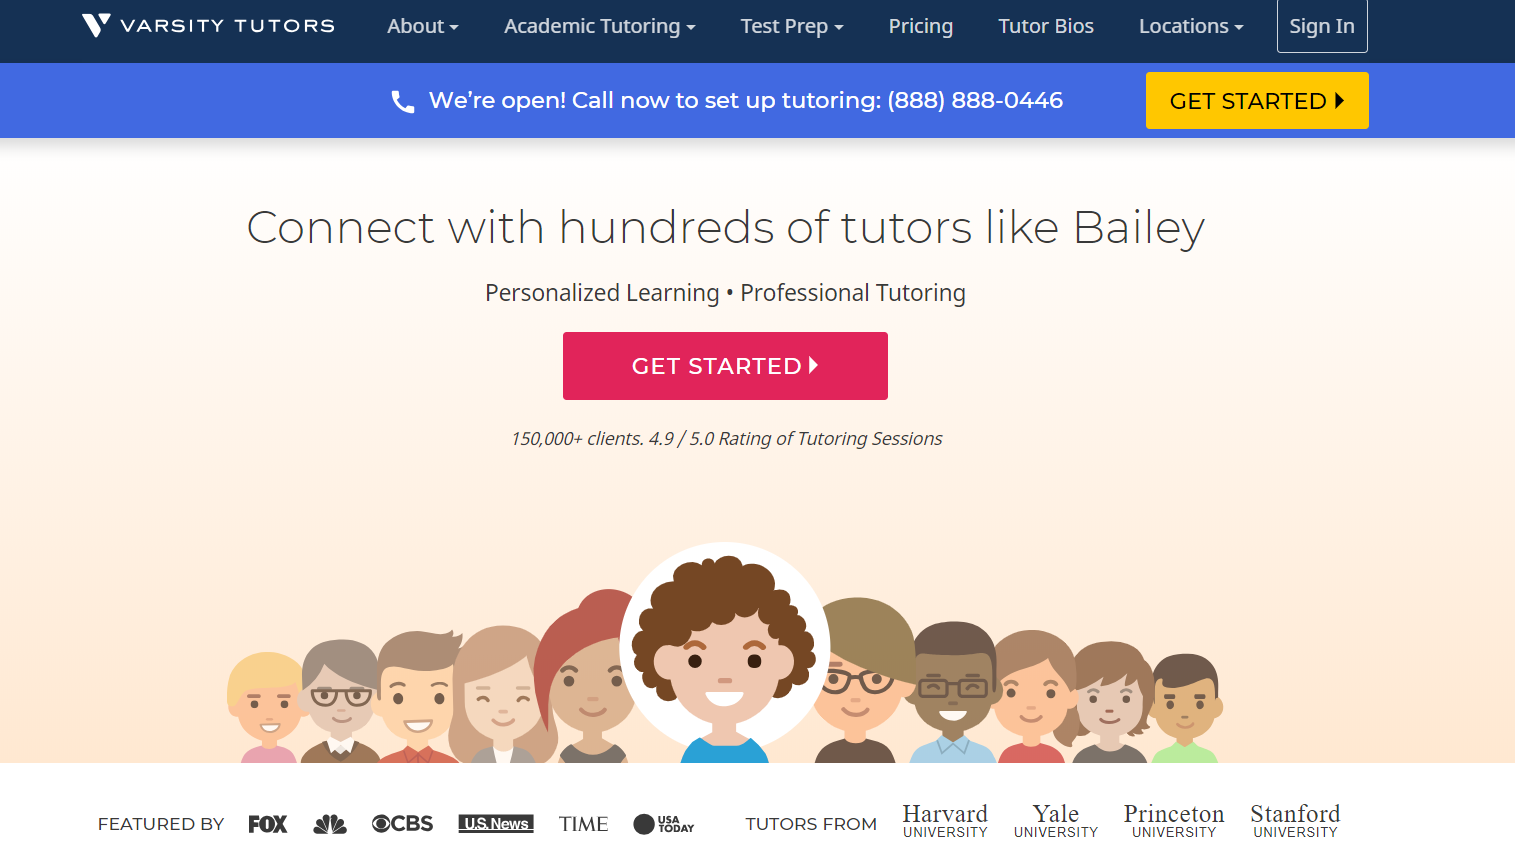 VARSITY TUTORS
About
Academic Tutoring
Test Prep
Pricing
Tutor Bios
Locations
Sign In
We're open! Call now to set up tutoring: (888) 888-0446
GET STARTED
Connect with hundreds of tutors like Bailey
Personalized Learning • Professional Tutoring
GET STARTED
150,000+ clients. 4.9 / 5.0 Rating of Tutoring Sessions
FEATURED BY
FOX
CBS
U.S. News
TIME
USA
TODAY
TUTORS FROM
Harvard
UNIVERSITY
Yale
UNIVERSITY
Princeton
UNIVERSITY
Stanford
UNIVERSITY